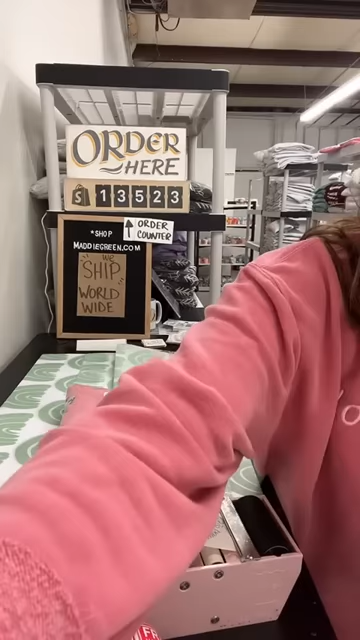 ORDER
HERE
13523
↑ ORDER
COUNTER
*SHOP
MADDIEGREEN.COM
WE
SHIP
WORLD
WIDE